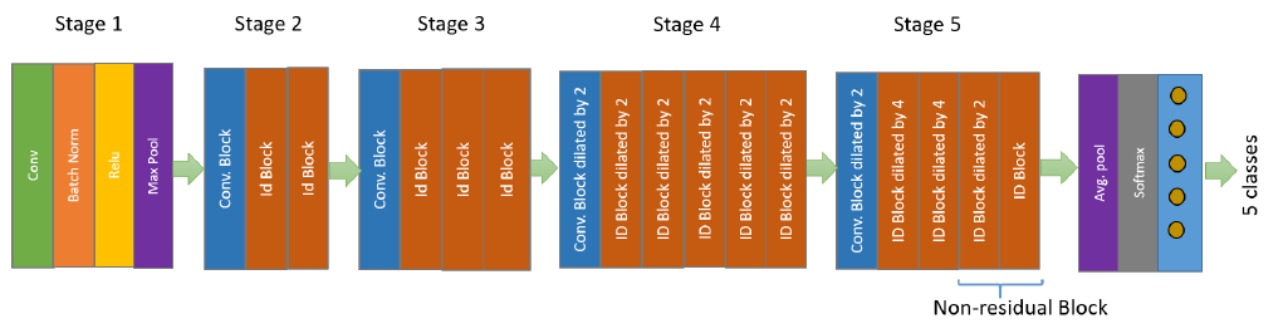 Stage 1
Stage 2
Stage 3
Stage 4
Stage 5
Conv
Batch Norm
Relu
Max Pool
Conv. Block
Id Block
Id Block
Conv. Block
Id Block
Id Block
Id Block
Conv. Block dilated by 2
ID Block dilated by 2
ID Block dilated by 2
ID Block dilated by 2
ID Block dilated by 2
ID Block dilated by 2
Conv. Block dilated by 2
ID Block dilated by 4
ID Block dilated by 4
ID Block dilated by 2
ID Block
Avg. pool
Softmax
5 classes
Non-residual Block